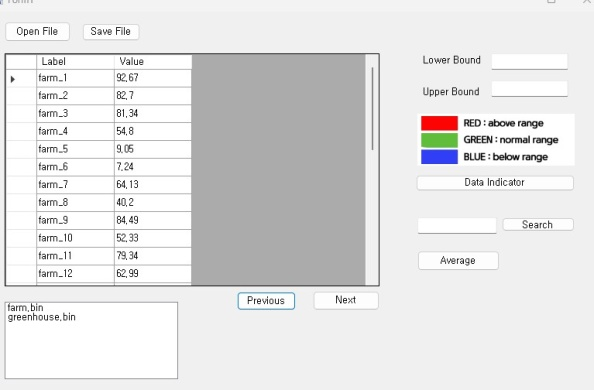 Form1
Open File Save File
Label Value
farm_1 92,67
farm_2 82,7
farm_3 81,34
farm_4 54,8
farm_5 9,05
farm_6 7,24
farm_7 64,13
farm_8 40,2
farm_9 84,49
farm_10 52,33
farm_11 79,34
farm_12 62,99
Previous Next
farm,bin
greenhouse,bin
Lower Bound
Upper Bound
RED : above range
GREEN : normal range
BLUE : below range
Data Indicator
Search
Average